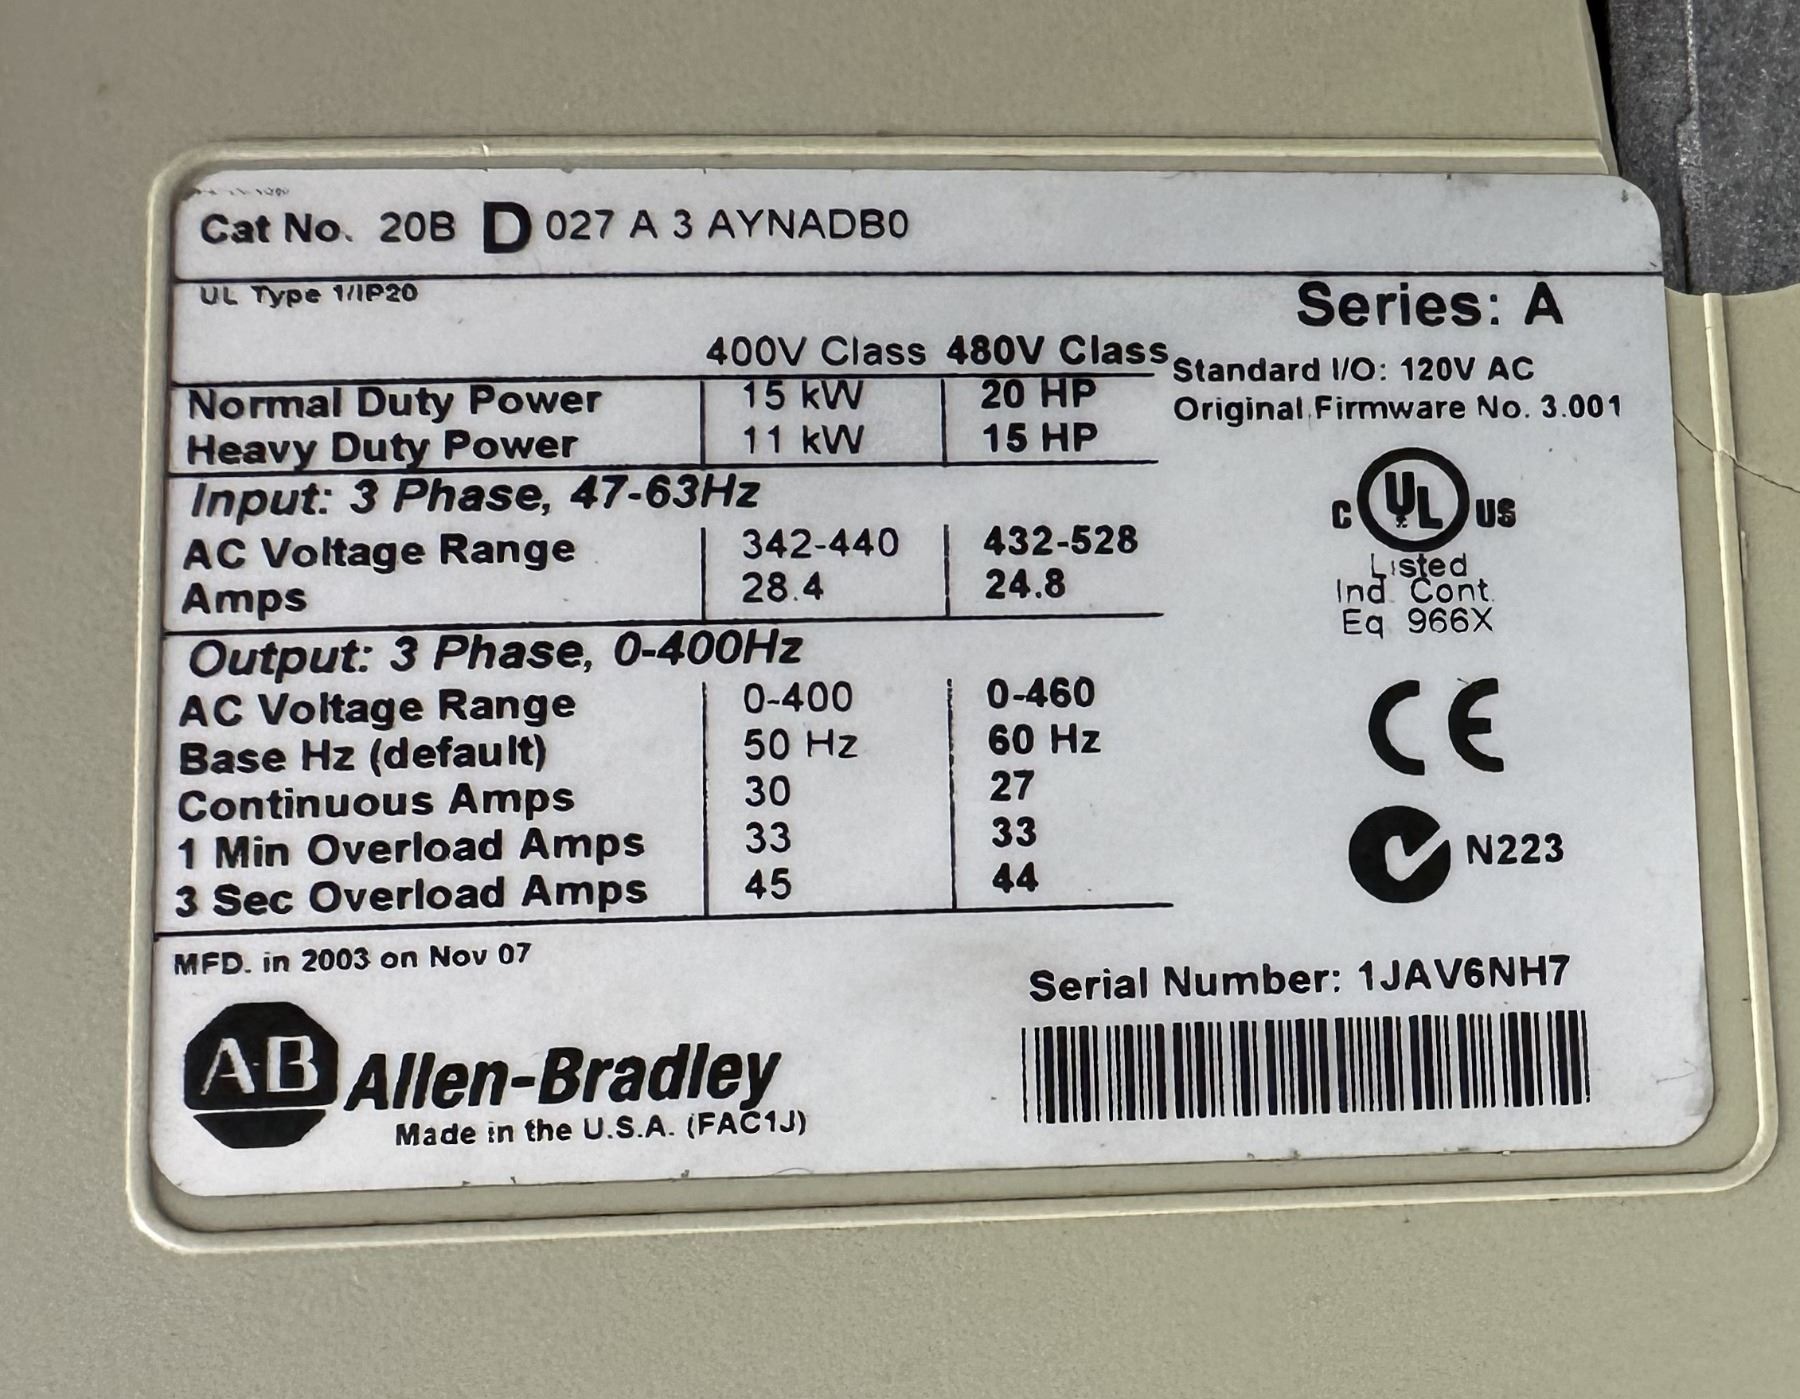 Cat No. 20B D 027 A 3 AYNADB0
UL Type 1/IP20
Series: A
400V Class 480V Class
Standard I/O: 120V AC
Original Firmware No. 3.001
Normal Duty Power 15 kW 20 HP
Heavy Duty Power 11 kW 15 HP
Input: 3 Phase, 47-63Hz
AC Voltage Range 342-440 432-528
Amps 28.4 24.8
C UL US
Listed
Ind. Cont.
Eq 966X
Output: 3 Phase, 0-400Hz
AC Voltage Range 0-400 0-460
Base Hz (default) 50 Hz 60 Hz
Continuous Amps 30 27
1 Min Overload Amps 33 33
3 Sec Overload Amps 45 44
CE
N223
MFD. in 2003 on Nov 07
Serial Number: 1JAV6NH7
AB Allen-Bradley
Made in the U.S.A. (FAC1J)